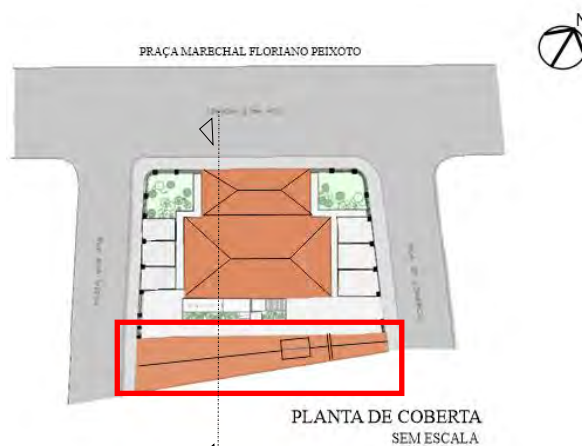 N
PRAÇA MARECHAL FLORIANO PEIXOTO
PLANTA DE COBERTA
SEM ESCALA